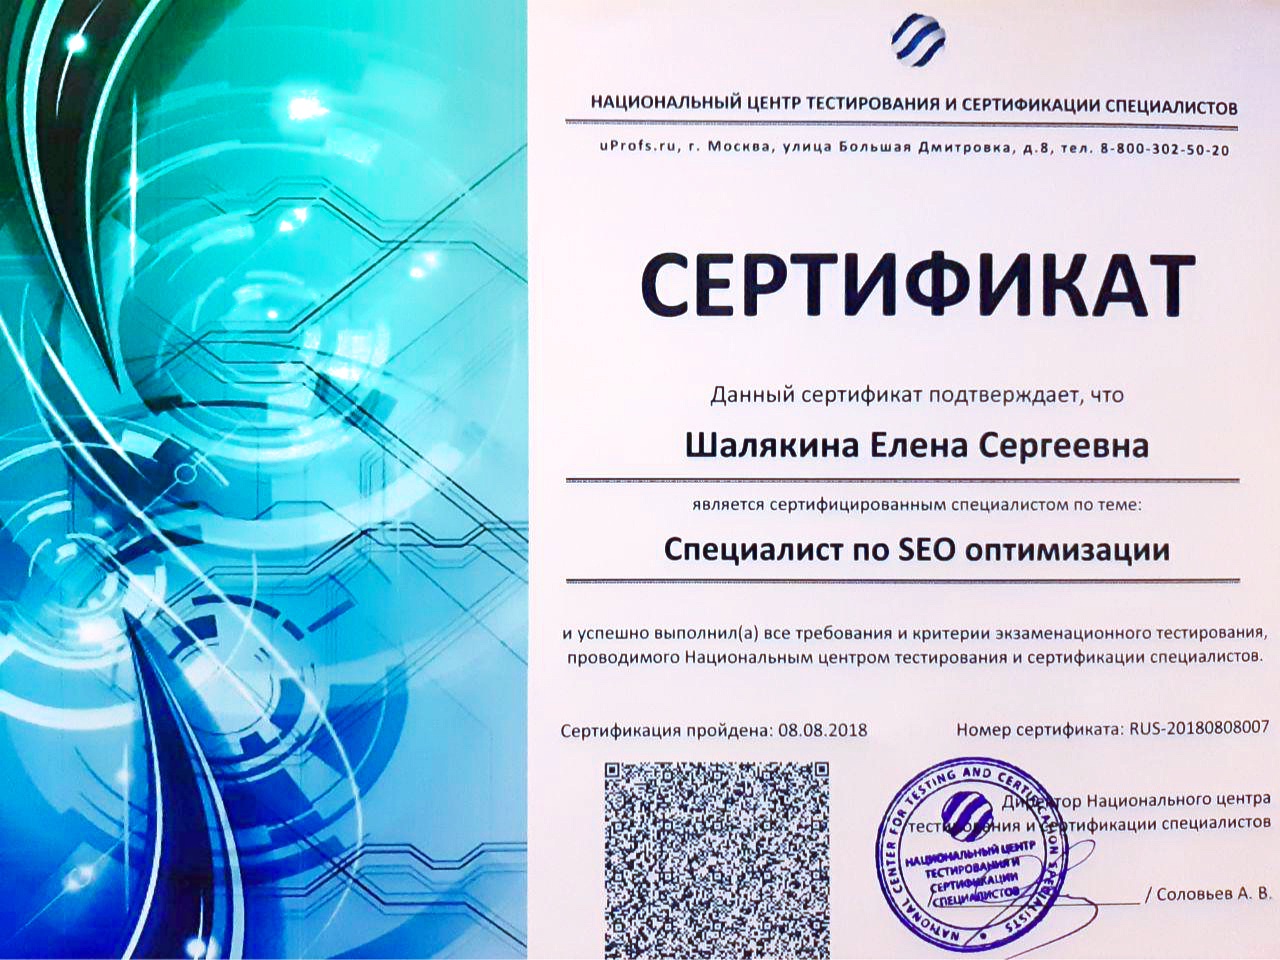 НАЦИОНАЛЬНЫЙ ЦЕНТР ТЕСТИРОВАНИЯ И СЕРТИФИКАЦИИ СПЕЦИАЛИСТОВ
uProfs.ru, г. Москва, улица Большая Дмитровка, д.8, тел. 8-800-302-50-20
СЕРТИФИКАТ
Данный сертификат подтверждает, что
Шалякина Елена Сергеевна
является сертифицированным специалистом по теме:
Специалист по SEO оптимизации
и успешно выполнил(а) все требования и критерии экзаменационного тестирования,
проводимого Национальным центром тестирования и сертификации специалистов.
Сертификация пройдена: 08.08.2018
Номер сертификата: RUS-20180808007
Директор Национального центра
тестирования и сертификации специалистов
/ Соловьев А. В.
NATIONAL CENTER FOR TESTING AND CERTIFICATION SPECIALISTS
НАЦИОНАЛЬНЫЙ ЦЕНТР
ТЕСТИРОВАНИЯ И
СЕРТИФИКАЦИИ
СПЕЦИАЛИСТОВ